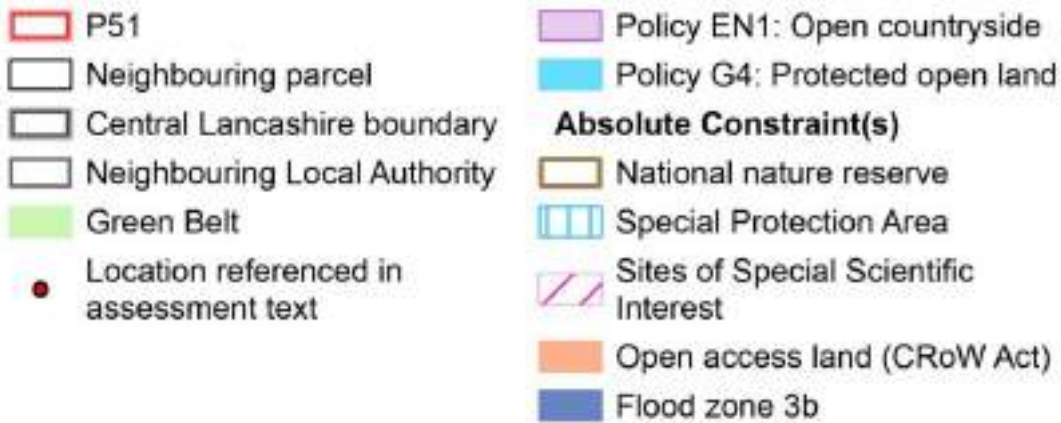 P51
Neighbouring parcel
Central Lancashire boundary
Neighbouring Local Authority
Green Belt
Location referenced in
assessment text
Policy EN1: Open countryside
Policy G4: Protected open land
Absolute Constraint(s)
National nature reserve
Special Protection Area
Sites of Special Scientific
Interest
Open access land (CRoW Act)
Flood zone 3b